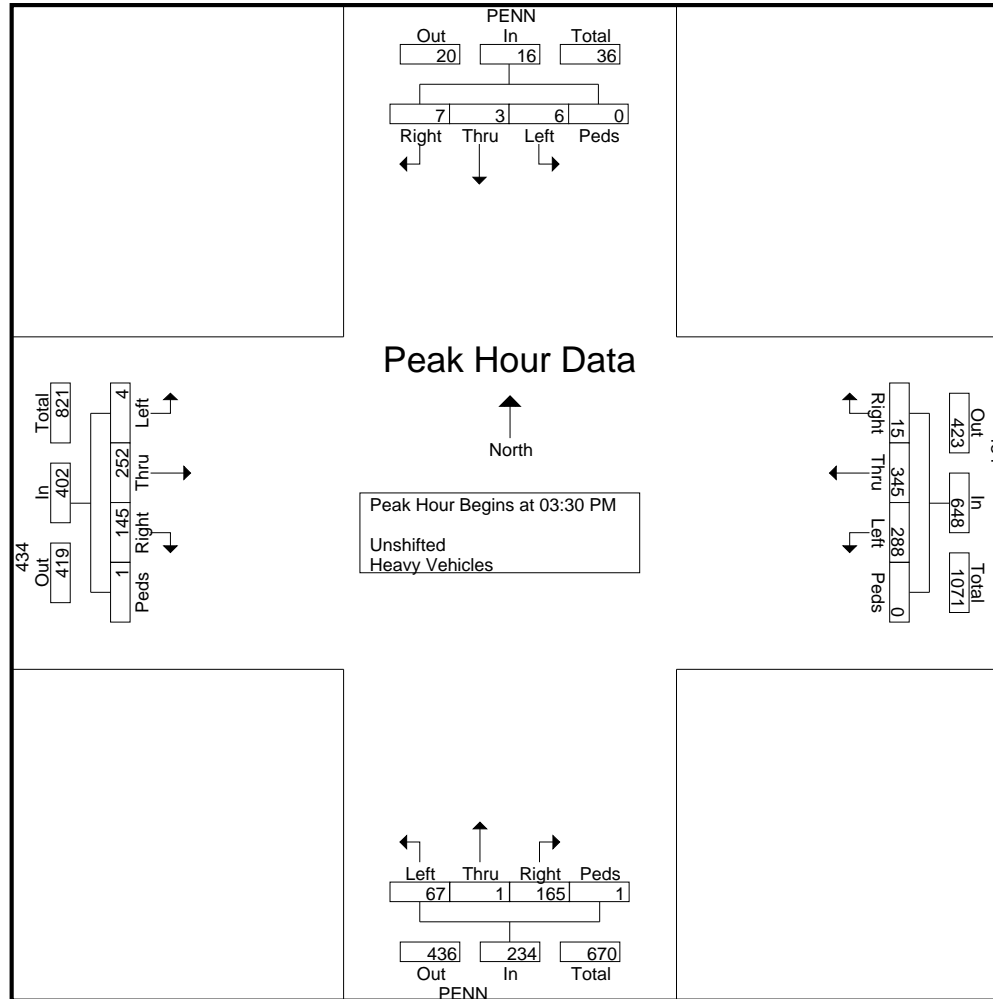 PENN
Out In Total
20 16 36
7 3 6 0
Right Thru Left Peds
Peak Hour Data
North
Peak Hour Begins at 03:30 PM
Unshifted
Heavy Vehicles
434
Total In Out
821 402 419
4 252 145 1
Left Thru Right Peds
Out In Total
423 648 1071
15 345 288 0
Right Thru Left Peds
Left Thru Right Peds
67 1 165 1
436 234 670
Out In Total
PENN